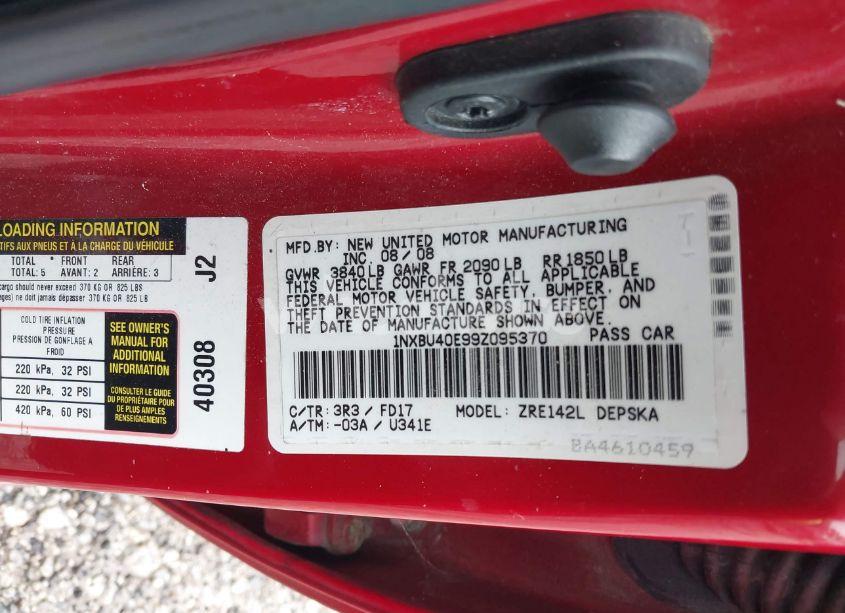 LOADING INFORMATION
TIFS AUX PNEUS ET À LA CHARGE DU VÉHICULE
TOTAL * FRONT REAR
TOTAL: 5 AVANT: 2 ARRIÈRE: 3
cargo should never exceed 370 KG OR 825 LBS
ne doit jamais dépasser 370 KG OR 825 LB
COLD TIRE INFLATION
PRESSURE
PRESSION DE GONFLAGE A
FROID
220 kPa, 32 PSI
220 kPa, 32 PSI
420 kPa, 60 PSI
SEE OWNER'S
MANUAL FOR
ADDITIONAL
INFORMATION
CONSULTER LE GUIDE
DU PROPRIÉTAIRE POUR
DE PLUS AMPLES
RENSEIGNEMENTS
40308 J2
MFD.BY: NEW UNITED MOTOR MANUFACTURING
INC. 08/08
GVWR 3840LB GAWR FR 2090LB RR1850LB
THIS VEHICLE CONFORMS TO ALL APPLICABLE
FEDERAL MOTOR VEHICLE SAFETY, BUMPER, AND
THEFT PREVENTION STANDARDS IN EFFECT ON
THE DATE OF MANUFACTURE SHOWN ABOVE.
1NXBU40E99Z095370 PASS CAR
C/TR: 3R3 / FD17 MODEL: ZRE142L DEPSKA
A/TM: -03A / U341E
BA4610459